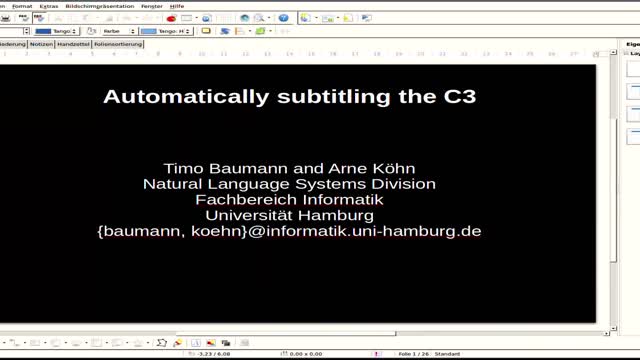 en Format Extras Bildschirmpräsentation Fenster Hilfe
Tango: Farbe Tango: H
iederung Notizen Handzettel Foliensortierung
Eige
Automatically subtitling the C3
Timo Baumann and Arne Köhn
Natural Language Systems Division
Fachbereich Informatik
Universität Hamburg
{baumann, koehn}@informatik.uni-hamburg.de
-3,23 / 6,08 0,00 x 0,00 Folie 1 / 26 Standard